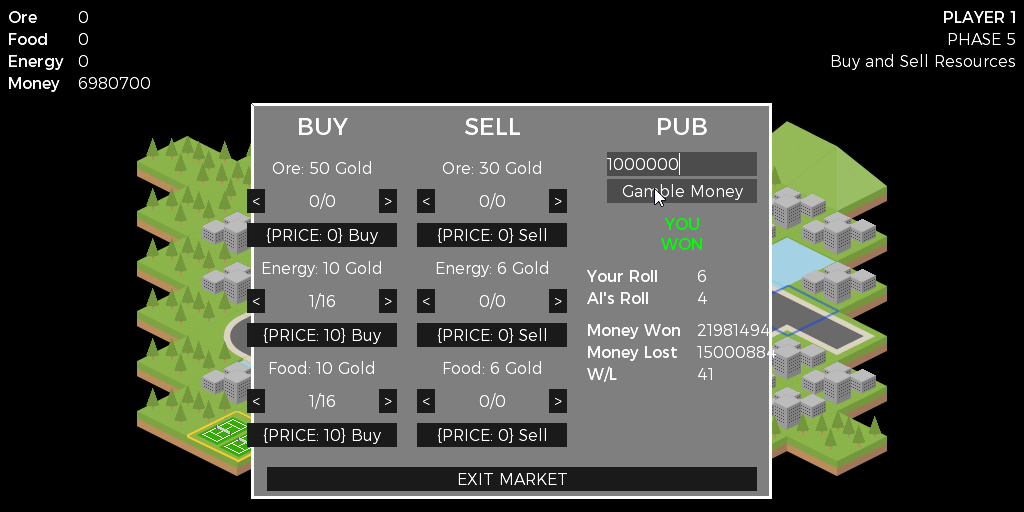 Ore 0
Food 0
Energy 0
Money 6980700
PLAYER 1
PHASE 5
Buy and Sell Resources
BUY
Ore: 50 Gold
< 0/0 >
{PRICE: 0} Buy
Energy: 10 Gold
< 1/16 >
{PRICE: 10} Buy
Food: 10 Gold
< 1/16 >
{PRICE: 10} Buy
SELL
Ore: 30 Gold
< 0/0 >
{PRICE: 0} Sell
Energy: 6 Gold
< 0/0 >
{PRICE: 0} Sell
Food: 6 Gold
< 0/0 >
{PRICE: 0} Sell
PUB
1000000
Gamble Money
YOU
WON
Your Roll 6
AI's Roll 4
Money Won 21981494
Money Lost 15000884
W/L 41
EXIT MARKET